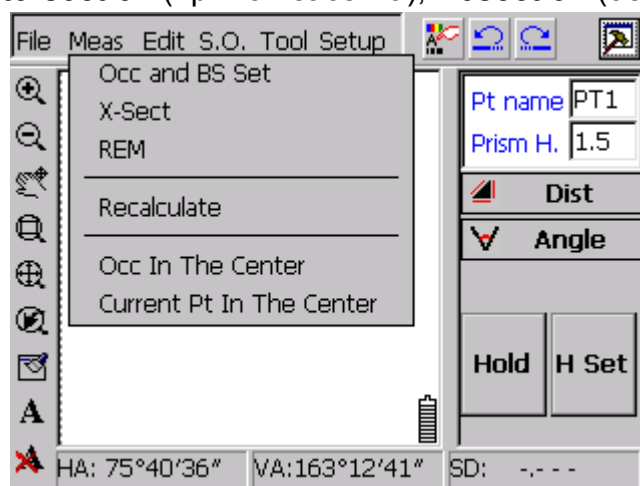 File Meas Edit S.O. Tool Setup
Occ and BS Set
X-Sect
REM
Recalculate
Occ In The Center
Current Pt In The Center
Pt name PT1
Prism H. 1.5
Dist
Angle
Hold H Set
A
HA: 75°40'36" VA:163°12'41" SD: -.- - -